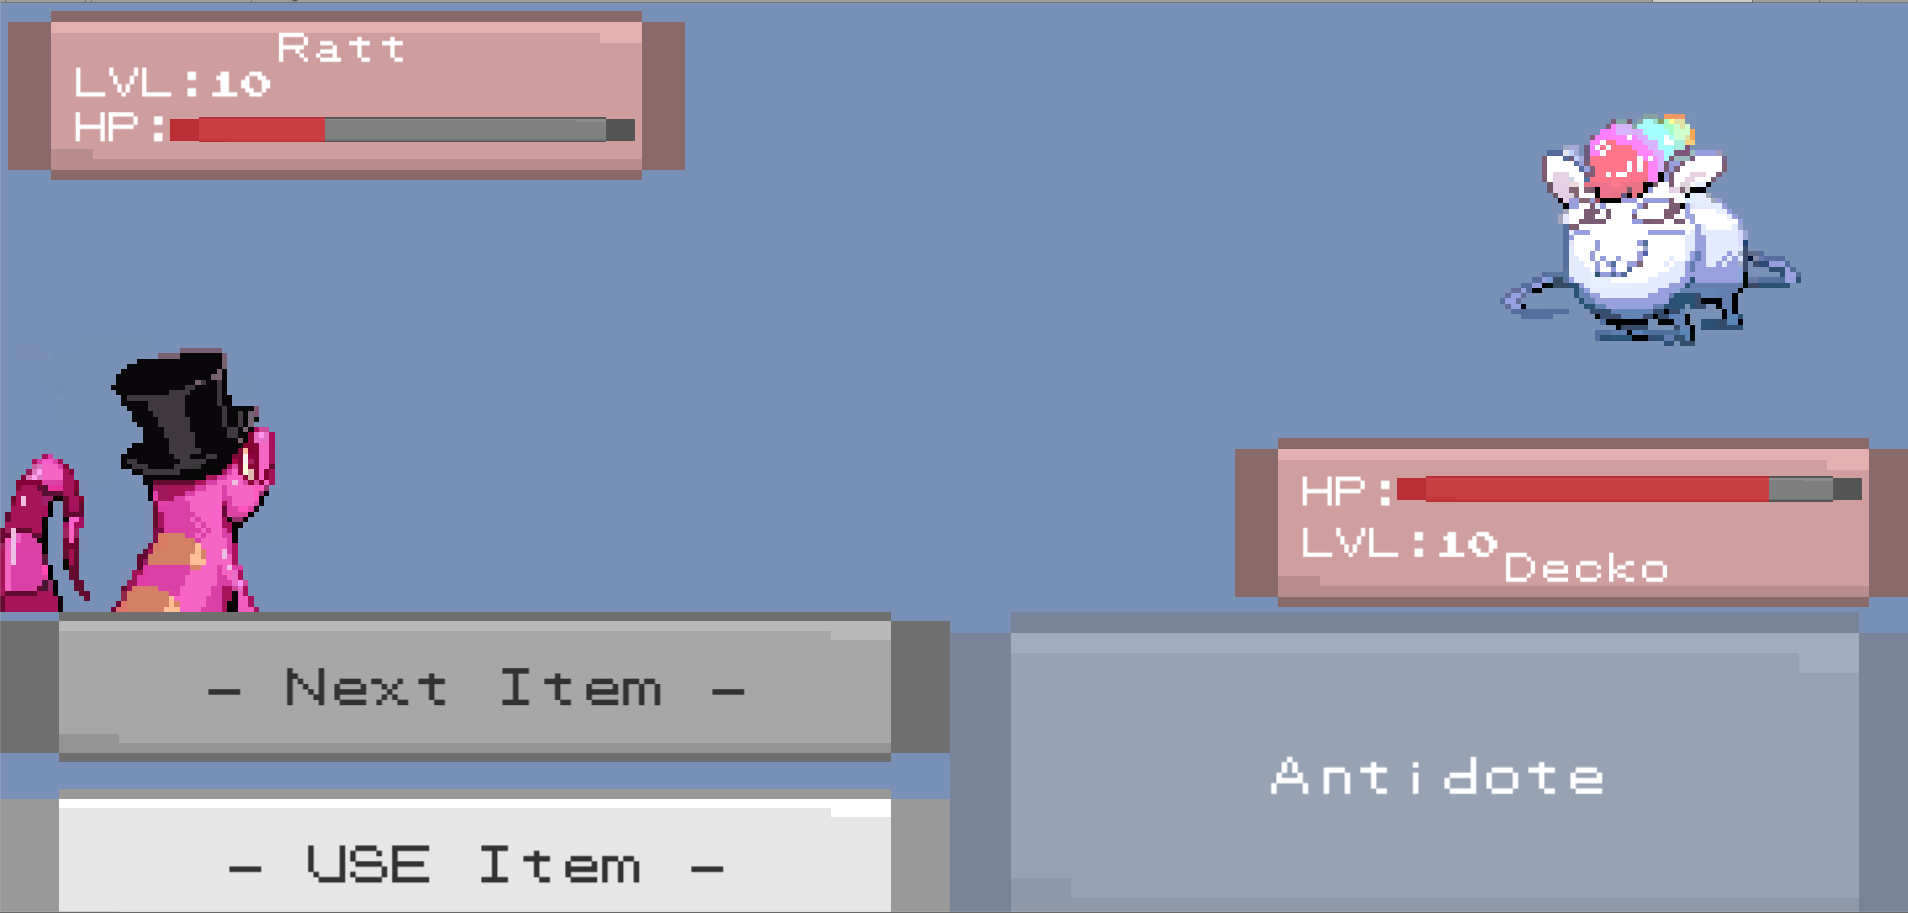 Ratt
LVL:10
HP:
HP:
LVL:10
Decko
- Next Item -
- USE Item -
Antidote